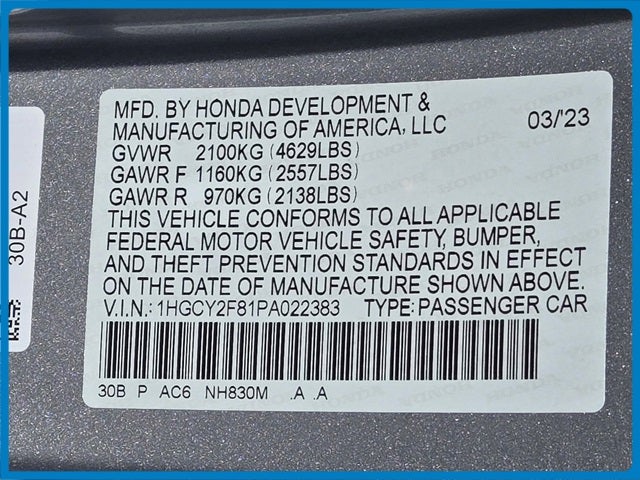 MFD. BY HONDA DEVELOPMENT &
MANUFACTURING OF AMERICA, LLC 03/'23
GVWR 2100KG (4629LBS)
GAWR F 1160KG (2557LBS)
GAWR R 970KG (2138LBS)
THIS VEHICLE CONFORMS TO ALL APPLICABLE
FEDERAL MOTOR VEHICLE SAFETY, BUMPER,
AND THEFT PREVENTION STANDARDS IN EFFECT
ON THE DATE OF MANUFACTURE SHOWN ABOVE.
V.I.N.: 1HGCY2F81PA022383 TYPE: PASSENGER CAR
30B P AC6 NH830M .A .A
30B-A2